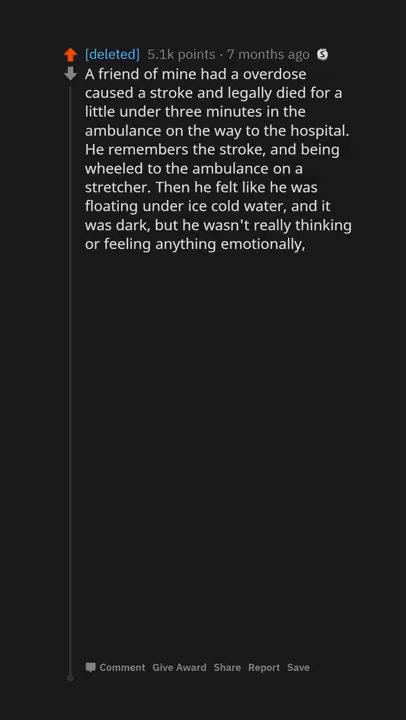 [deleted] 5.1k points · 7 months ago S
A friend of mine had a overdose
caused a stroke and legally died for a
little under three minutes in the
ambulance on the way to the hospital.
He remembers the stroke, and being
wheeled to the ambulance on a
stretcher. Then he felt like he was
floating under ice cold water, and it
was dark, but he wasn't really thinking
or feeling anything emotionally,
Comment Give Award Share Report Save